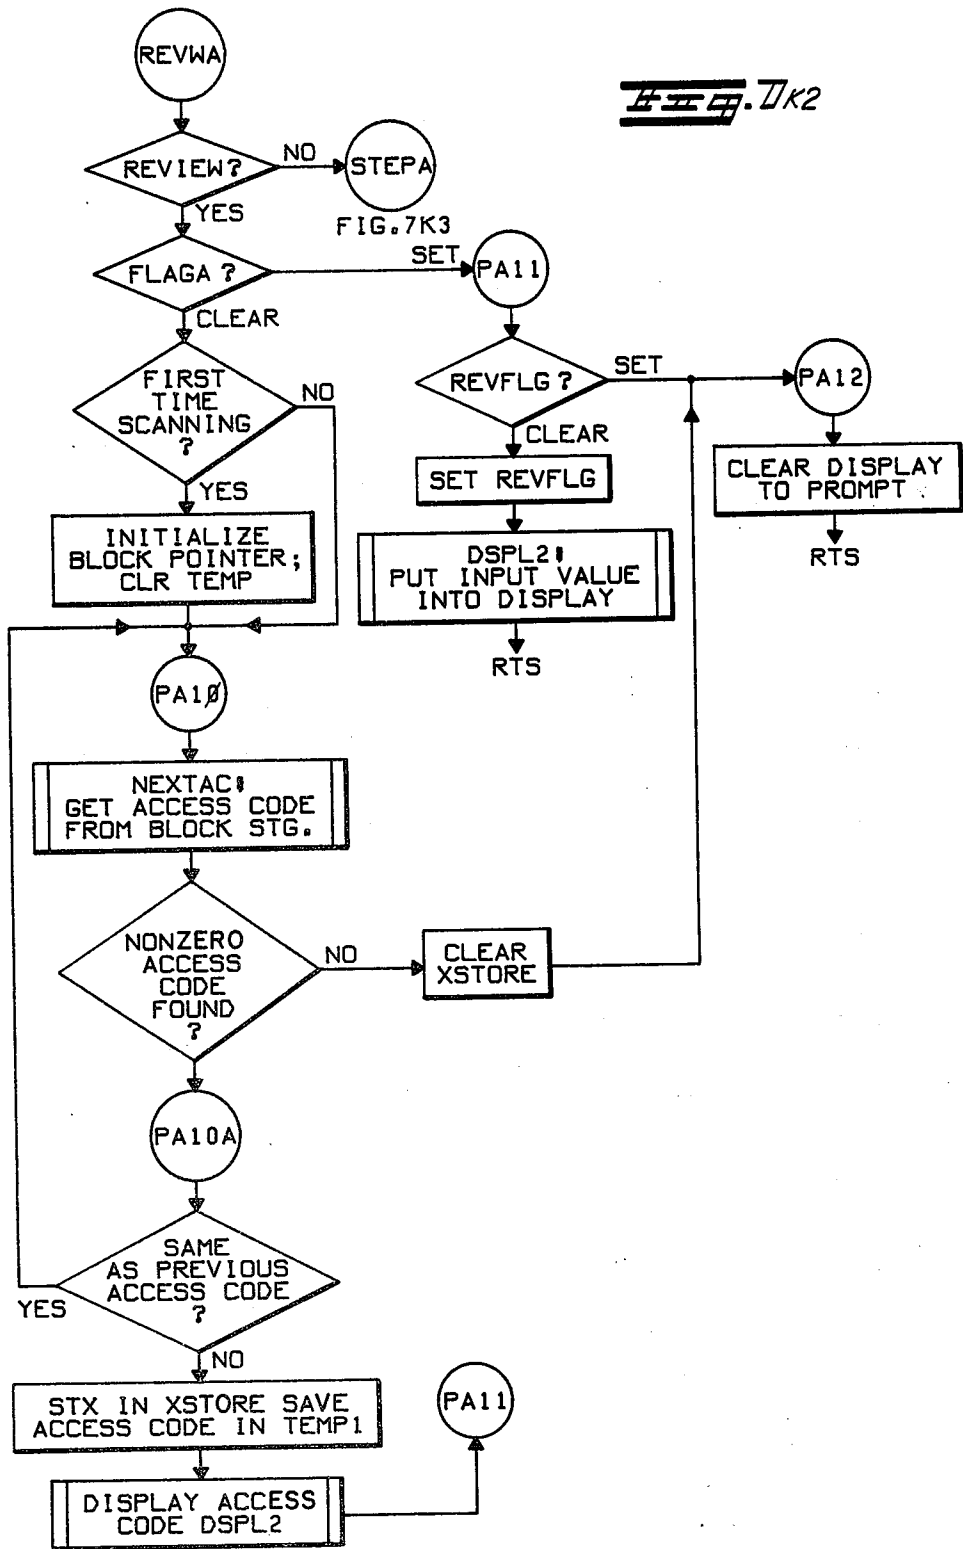 REVWA
Fig. 7K2
REVIEW?
NO
STEPA
FIG.7K3
YES
FLAGA ?
SET
PA11
CLEAR
FIRST
TIME
SCANNING
?
NO
YES
REVFLG ?
SET
PA12
CLEAR
SET REVFLG
CLEAR DISPLAY
TO PROMPT
RTS
INITIALIZE
BLOCK POINTER;
CLR TEMP
DSPL2:
PUT INPUT VALUE
INTO DISPLAY
RTS
PA10
NEXTAC:
GET ACCESS CODE
FROM BLOCK STG.
NONZERO
ACCESS
CODE
FOUND
?
NO
CLEAR
XSTORE
PA10A
SAME
AS PREVIOUS
ACCESS CODE
?
YES
NO
STX IN XSTORE SAVE
ACCESS CODE IN TEMP1
PA11
DISPLAY ACCESS
CODE DSPL2